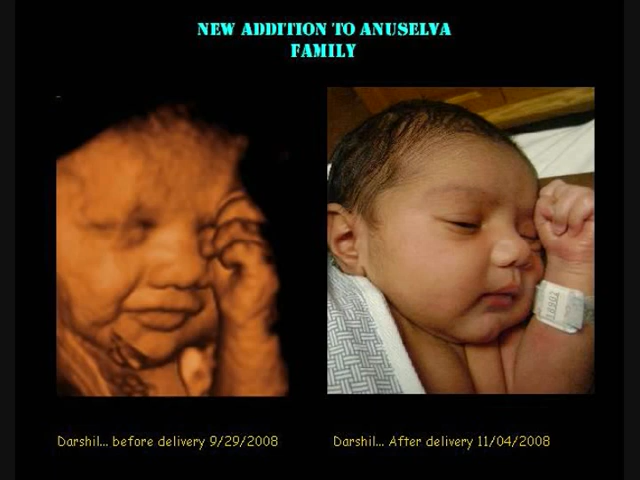 NEW ADDITION TO ANUSELVA
FAMILY
Darshil... before delivery 9/29/2008
Darshil... After delivery 11/04/2008